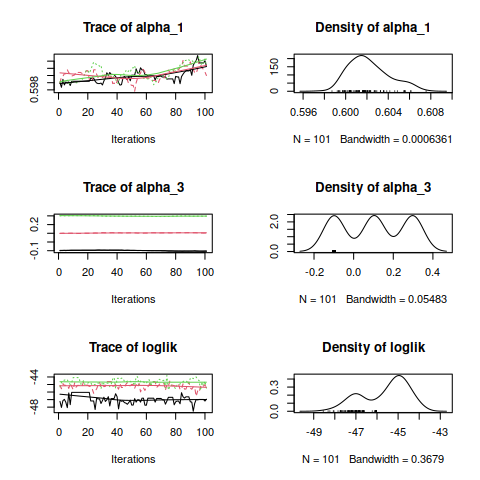 Trace of alpha_1
0.598
0 20 40 60 80 100
Iterations
Density of alpha_1
0 150
0.596 0.600 0.604 0.608
N = 101 Bandwidth = 0.0006361
Trace of alpha_3
-0.1 0.2
0 20 40 60 80 100
Iterations
Density of alpha_3
0.0 2.0
-0.2 0.0 0.2 0.4
N = 101 Bandwidth = 0.05483
Trace of loglik
-48 -44
0 20 40 60 80 100
Iterations
Density of loglik
0.0 0.3
-49 -47 -45 -43
N = 101 Bandwidth = 0.3679